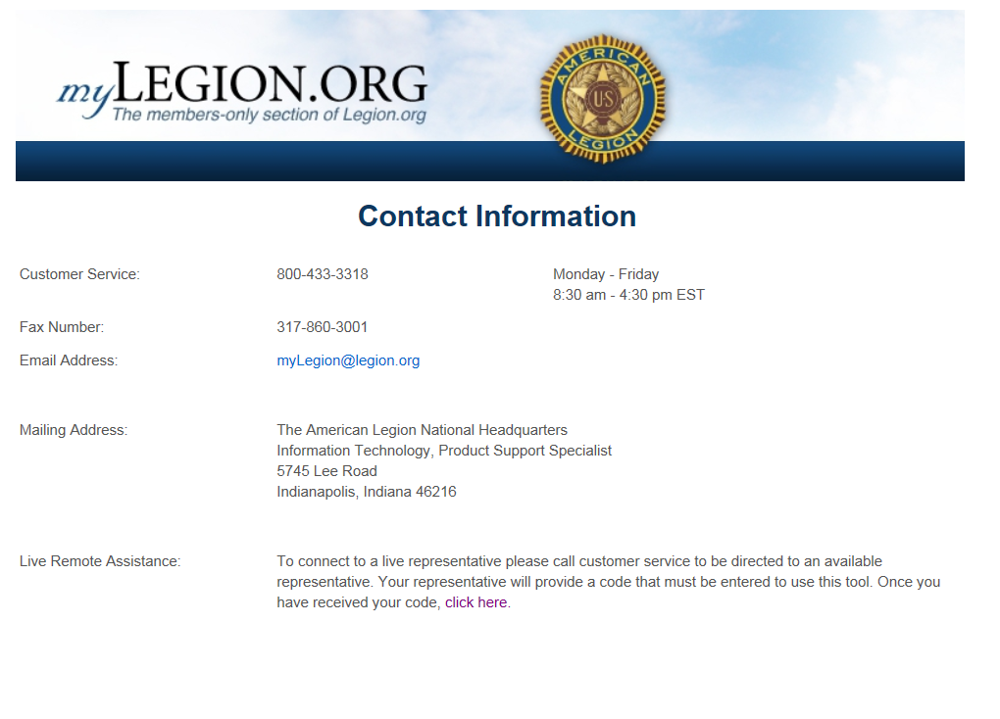 myLEGION.ORG
The members-only section of Legion.org
AMERICAN
US
LEGION
Contact Information
Customer Service: 800-433-3318 Monday - Friday
8:30 am - 4:30 pm EST
Fax Number: 317-860-3001
Email Address: myLegion@legion.org
Mailing Address: The American Legion National Headquarters
Information Technology, Product Support Specialist
5745 Lee Road
Indianapolis, Indiana 46216
Live Remote Assistance: To connect to a live representative please call customer service to be directed to an available
representative. Your representative will provide a code that must be entered to use this tool. Once you
have received your code, click here.